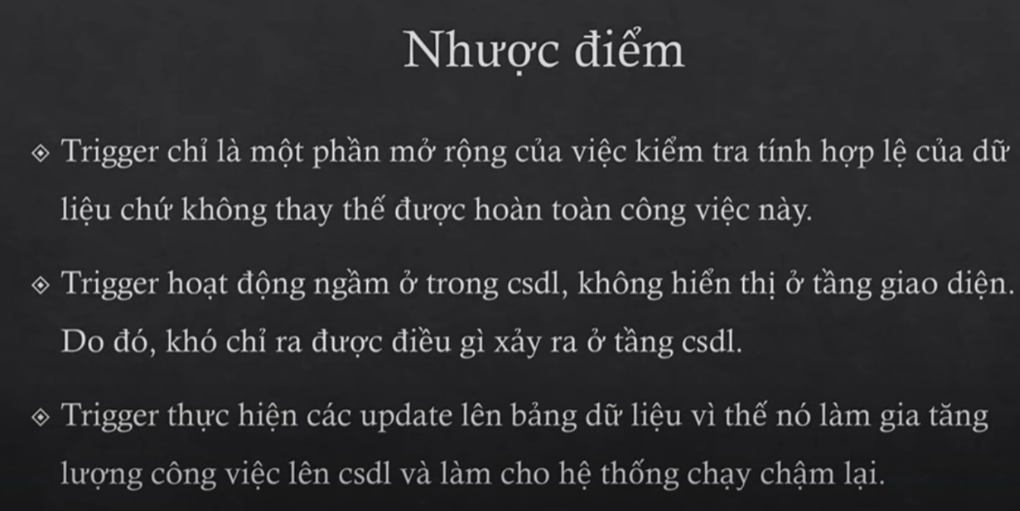 Nhược điểm
Trigger chỉ là một phần mở rộng của việc kiểm tra tính hợp lệ của dữ
liệu chứ không thay thế được hoàn toàn công việc này.
Trigger hoạt động ngầm ở trong csdl, không hiển thị ở tầng giao diện.
Do đó, khó chỉ ra được điều gì xảy ra ở tầng csdl.
Trigger thực hiện các update lên bảng dữ liệu vì thế nó làm gia tăng
lượng công việc lên csdl và làm cho hệ thống chạy chậm lại.